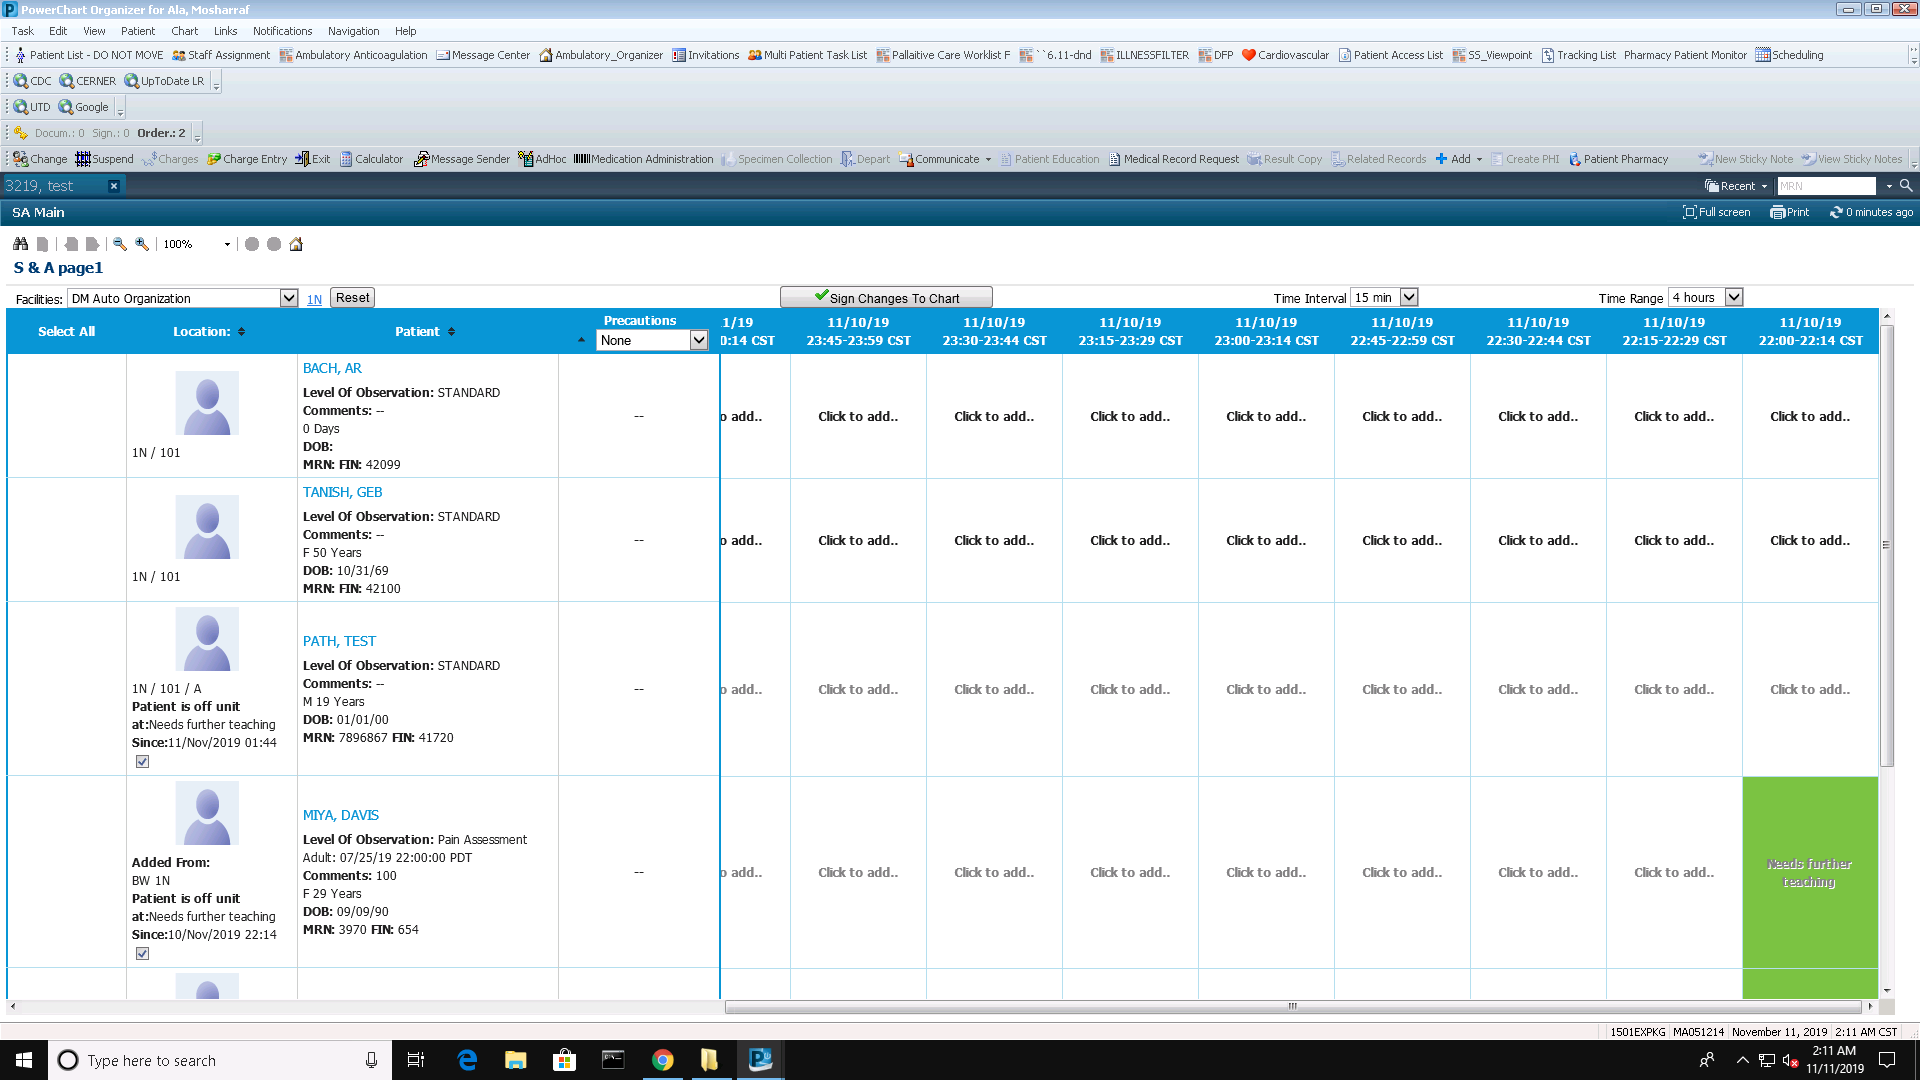 PowerChart Organizer for Ala, Mosharraf
Task Edit View Patient Chart Links Notifications Navigation Help
Patient List - DO NOT MOVE Staff Assignment Ambulatory Anticoagulation Message Center Ambulatory_Organizer Invitations Multi Patient Task List Pallaitive Care Worklist F ``6.11-dnd ILLNESSFILTER DFP Cardiovascular Patient Access List SS_Viewpoint Tracking List Pharmacy Patient Monitor Scheduling
CDC CERNER UpToDate LR
UTD Google
Docum.: 0 Sign.: 0 Order.: 2
Change Suspend Charges Charge Entry Exit Calculator Message Sender AdHoc Medication Administration Specimen Collection Depart Communicate Patient Education Medical Record Request Result Copy Related Records Add Create PHI Patient Pharmacy New Sticky Note View Sticky Notes
3219, test Recent MRN
SA Main Full screen Print 0 minutes ago
100%
S & A page1
Facilities: DM Auto Organization 1N Reset Sign Changes To Chart Time Interval 15 min Time Range 4 hours
Select All Location: Patient Precautions None
1/19 11/10/19 11/10/19 11/10/19 11/10/19 11/10/19 11/10/19 11/10/19 11/10/19
0:14 CST 23:45-23:59 CST 23:30-23:44 CST 23:15-23:29 CST 23:00-23:14 CST 22:45-22:59 CST 22:30-22:44 CST 22:15-22:29 CST 22:00-22:14 CST
1N / 101
BACH, AR
Level Of Observation: STANDARD
Comments: --
0 Days
DOB:
MRN: FIN: 42099
--
o add.. Click to add.. Click to add.. Click to add.. Click to add.. Click to add.. Click to add.. Click to add.. Click to add..
1N / 101
TANISH, GEB
Level Of Observation: STANDARD
Comments: --
F 50 Years
DOB: 10/31/69
MRN: FIN: 42100
--
o add.. Click to add.. Click to add.. Click to add.. Click to add.. Click to add.. Click to add.. Click to add.. Click to add..
1N / 101 / A
Patient is off unit
at:Needs further teaching
Since:11/Nov/2019 01:44
PATH, TEST
Level Of Observation: STANDARD
Comments: --
M 19 Years
DOB: 01/01/00
MRN: 7896867 FIN: 41720
--
o add.. Click to add.. Click to add.. Click to add.. Click to add.. Click to add.. Click to add.. Click to add.. Click to add..
Added From:
BW 1N
Patient is off unit
at:Needs further teaching
Since:10/Nov/2019 22:14
MIYA, DAVIS
Level Of Observation: Pain Assessment
Adult: 07/25/19 22:00:00 PDT
Comments: 100
F 29 Years
DOB: 09/09/90
MRN: 3970 FIN: 654
--
o add.. Click to add.. Click to add.. Click to add.. Click to add.. Click to add.. Click to add.. Click to add..
Needs further
teaching
1501EXPKG MA051214 November 11, 2019 2:11 AM CST
Type here to search
2:11 AM
11/11/2019